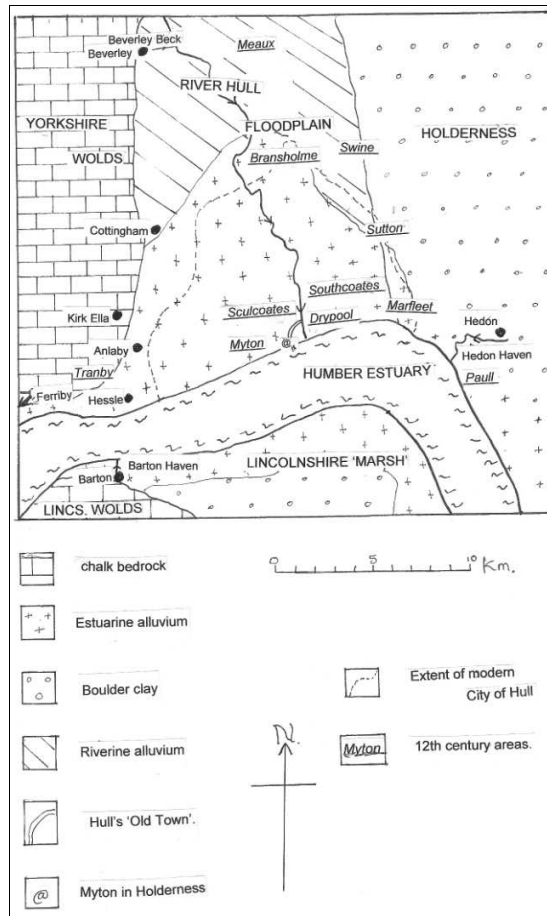 Beverley Beck
Beverley
Meaux
RIVER HULL
YORKSHIRE
WOLDS
FLOODPLAIN
HOLDERNESS
Bransholme
Swine
Cottingham
Sutton
Southcoates
Kirk Ella
Sculcoates
Drypool
Marfleet
Hedon
Anlaby
Myton
@
Hedon Haven
Tranby
HUMBER ESTUARY
Paull
Ferriby
Hessle
Barton Haven
LINCOLNSHIRE 'MARSH'
Barton
LINCS. WOLDS
chalk bedrock
0 5 10 Km.
Estuarine alluvium
Boulder clay
Extent of modern
City of Hull
Riverine alluvium
N.
Myton
12th century areas.
Hull's 'Old Town'.
@
Myton in Holderness